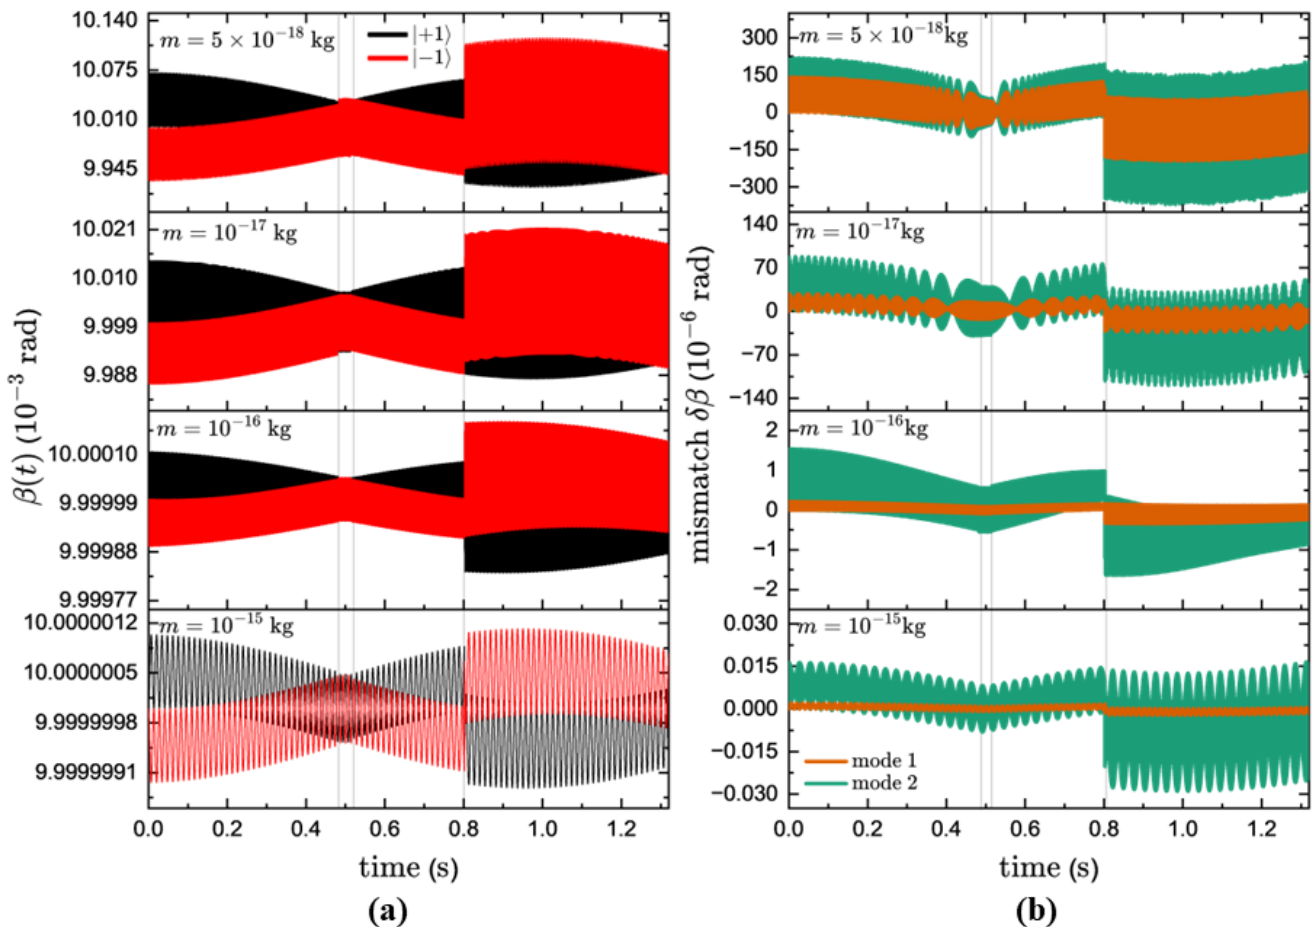 10.140
10.075
10.010
9.945
m = 5 × 10⁻¹⁸ kg
|+1⟩
|−1⟩
10.021
10.010
9.999
9.988
m = 10⁻¹⁷ kg
10.00010
9.99999
9.99988
9.99977
m = 10⁻¹⁶ kg
10.0000012
10.0000005
9.9999998
9.9999991
m = 10⁻¹⁵ kg
β(t) (10⁻³ rad)
0.0 0.2 0.4 0.6 0.8 1.0 1.2
time (s)
(a)
300
150
0
−150
−300
m = 5 × 10⁻¹⁸kg
140
70
0
−70
−140
m = 10⁻¹⁷kg
2
1
0
−1
−2
m = 10⁻¹⁶kg
0.030
0.015
0.000
−0.015
−0.030
m = 10⁻¹⁵kg
mode 1
mode 2
mismatch δβ (10⁻⁶ rad)
0.0 0.2 0.4 0.6 0.8 1.0 1.2
time (s)
(b)